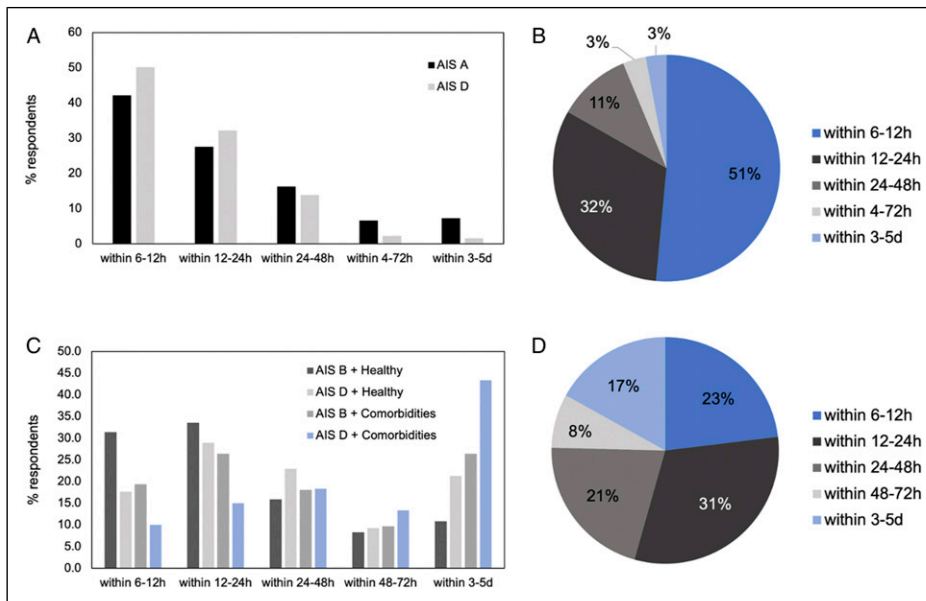 A
60
50
40
30
20
10
0
% respondents
AIS A
AIS D
within 6-12h
within 12-24h
within 24-48h
within 4-72h
within 3-5d
B
3%
3%
11%
32%
51%
within 6-12h
within 12-24h
within 24-48h
within 4-72h
within 3-5d
C
50.0
45.0
40.0
35.0
30.0
25.0
20.0
15.0
10.0
5.0
0.0
% respondents
AIS B + Healthy
AIS D + Healthy
AIS B + Comorbidities
AIS D + Comorbidities
within 6-12h
within 12-24h
within 24-48h
within 48-72h
within 3-5d
D
17%
23%
8%
21%
31%
within 6-12h
within 12-24h
within 24-48h
within 48-72h
within 3-5d